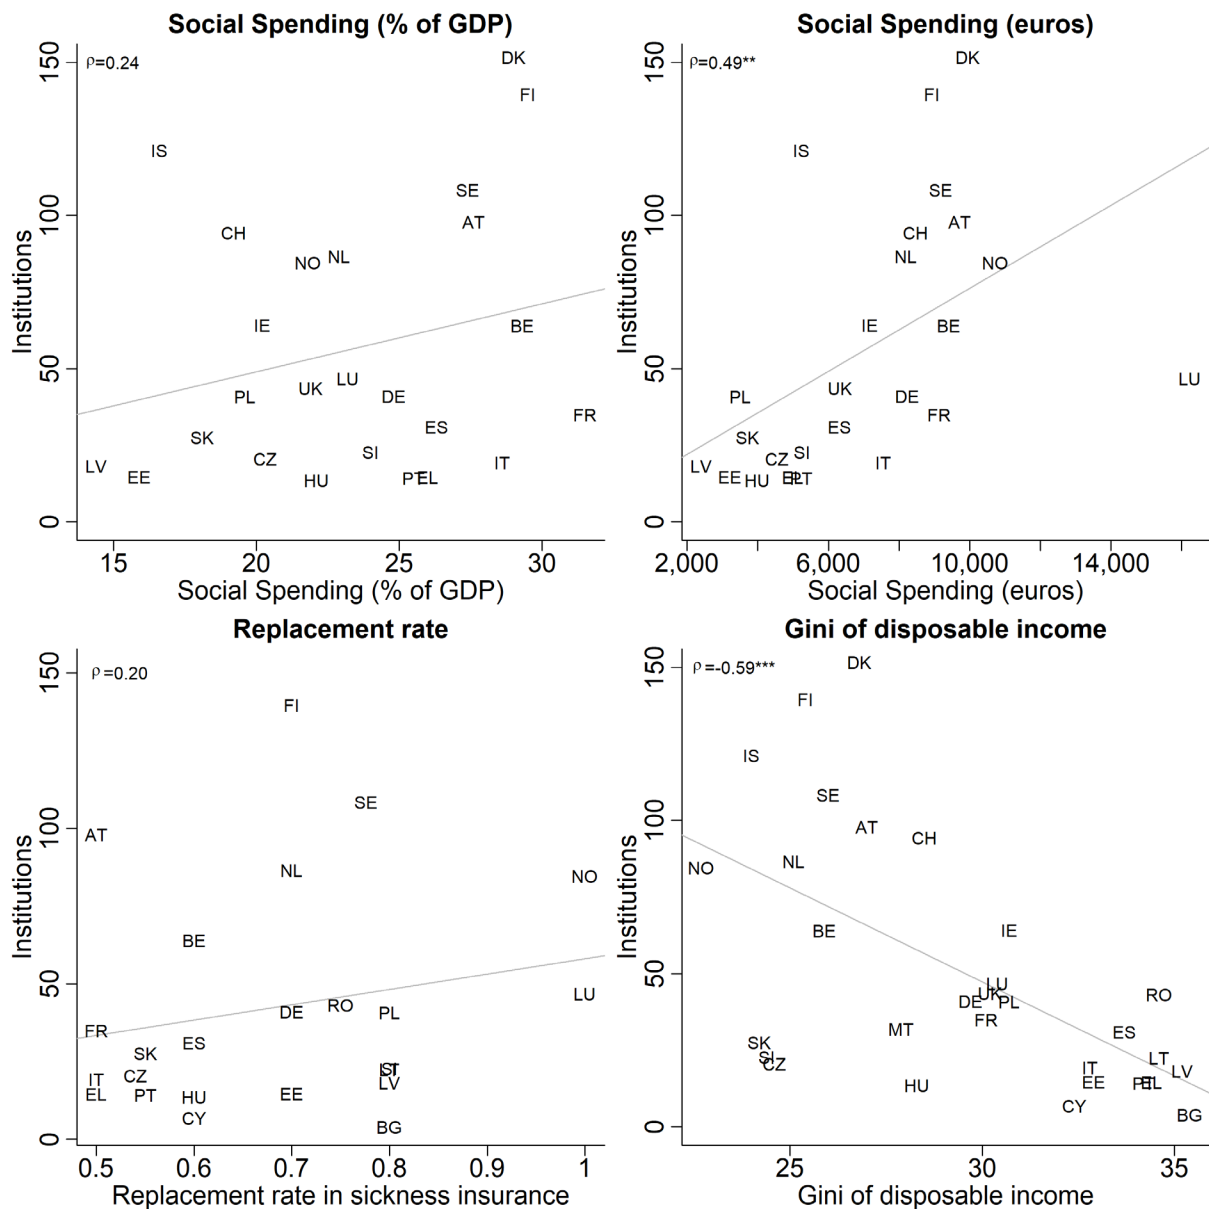 Social Spending (% of GDP)
ρ=0.24
DK
FI
IS
SE
AT
CH
NO
NL
IE
BE
LU
UK
PL
DE
FR
ES
SK
SI
CZ
IT
LV
EE
HU
PT
EL
0
50
100
150
Institutions
15
20
25
30
Social Spending (% of GDP)
Social Spending (euros)
ρ=0.49**
DK
FI
IS
SE
AT
CH
NL
NO
IE
BE
LU
UK
PL
DE
FR
ES
SK
SI
CZ
IT
LV
EE
HU
EL
PT
0
50
100
150
Institutions
2,000
6,000
10,000
14,000
Social Spending (euros)
Replacement rate
ρ=0.20
FI
SE
AT
NL
NO
BE
LU
RO
DE
PL
FR
ES
SK
LT
SI
IT
CZ
LV
EL
PT
HU
EE
CY
BG
0
50
100
150
Institutions
0.5
0.6
0.7
0.8
0.9
1
Replacement rate in sickness insurance
Gini of disposable income
ρ=-0.59***
DK
FI
IS
SE
AT
CH
NL
NO
BE
IE
LU
UK
DE
PL
RO
FR
MT
ES
SK
SI
CZ
LT
IT
LV
HU
EE
PT
EL
CY
BG
0
50
100
150
Institutions
25
30
35
Gini of disposable income